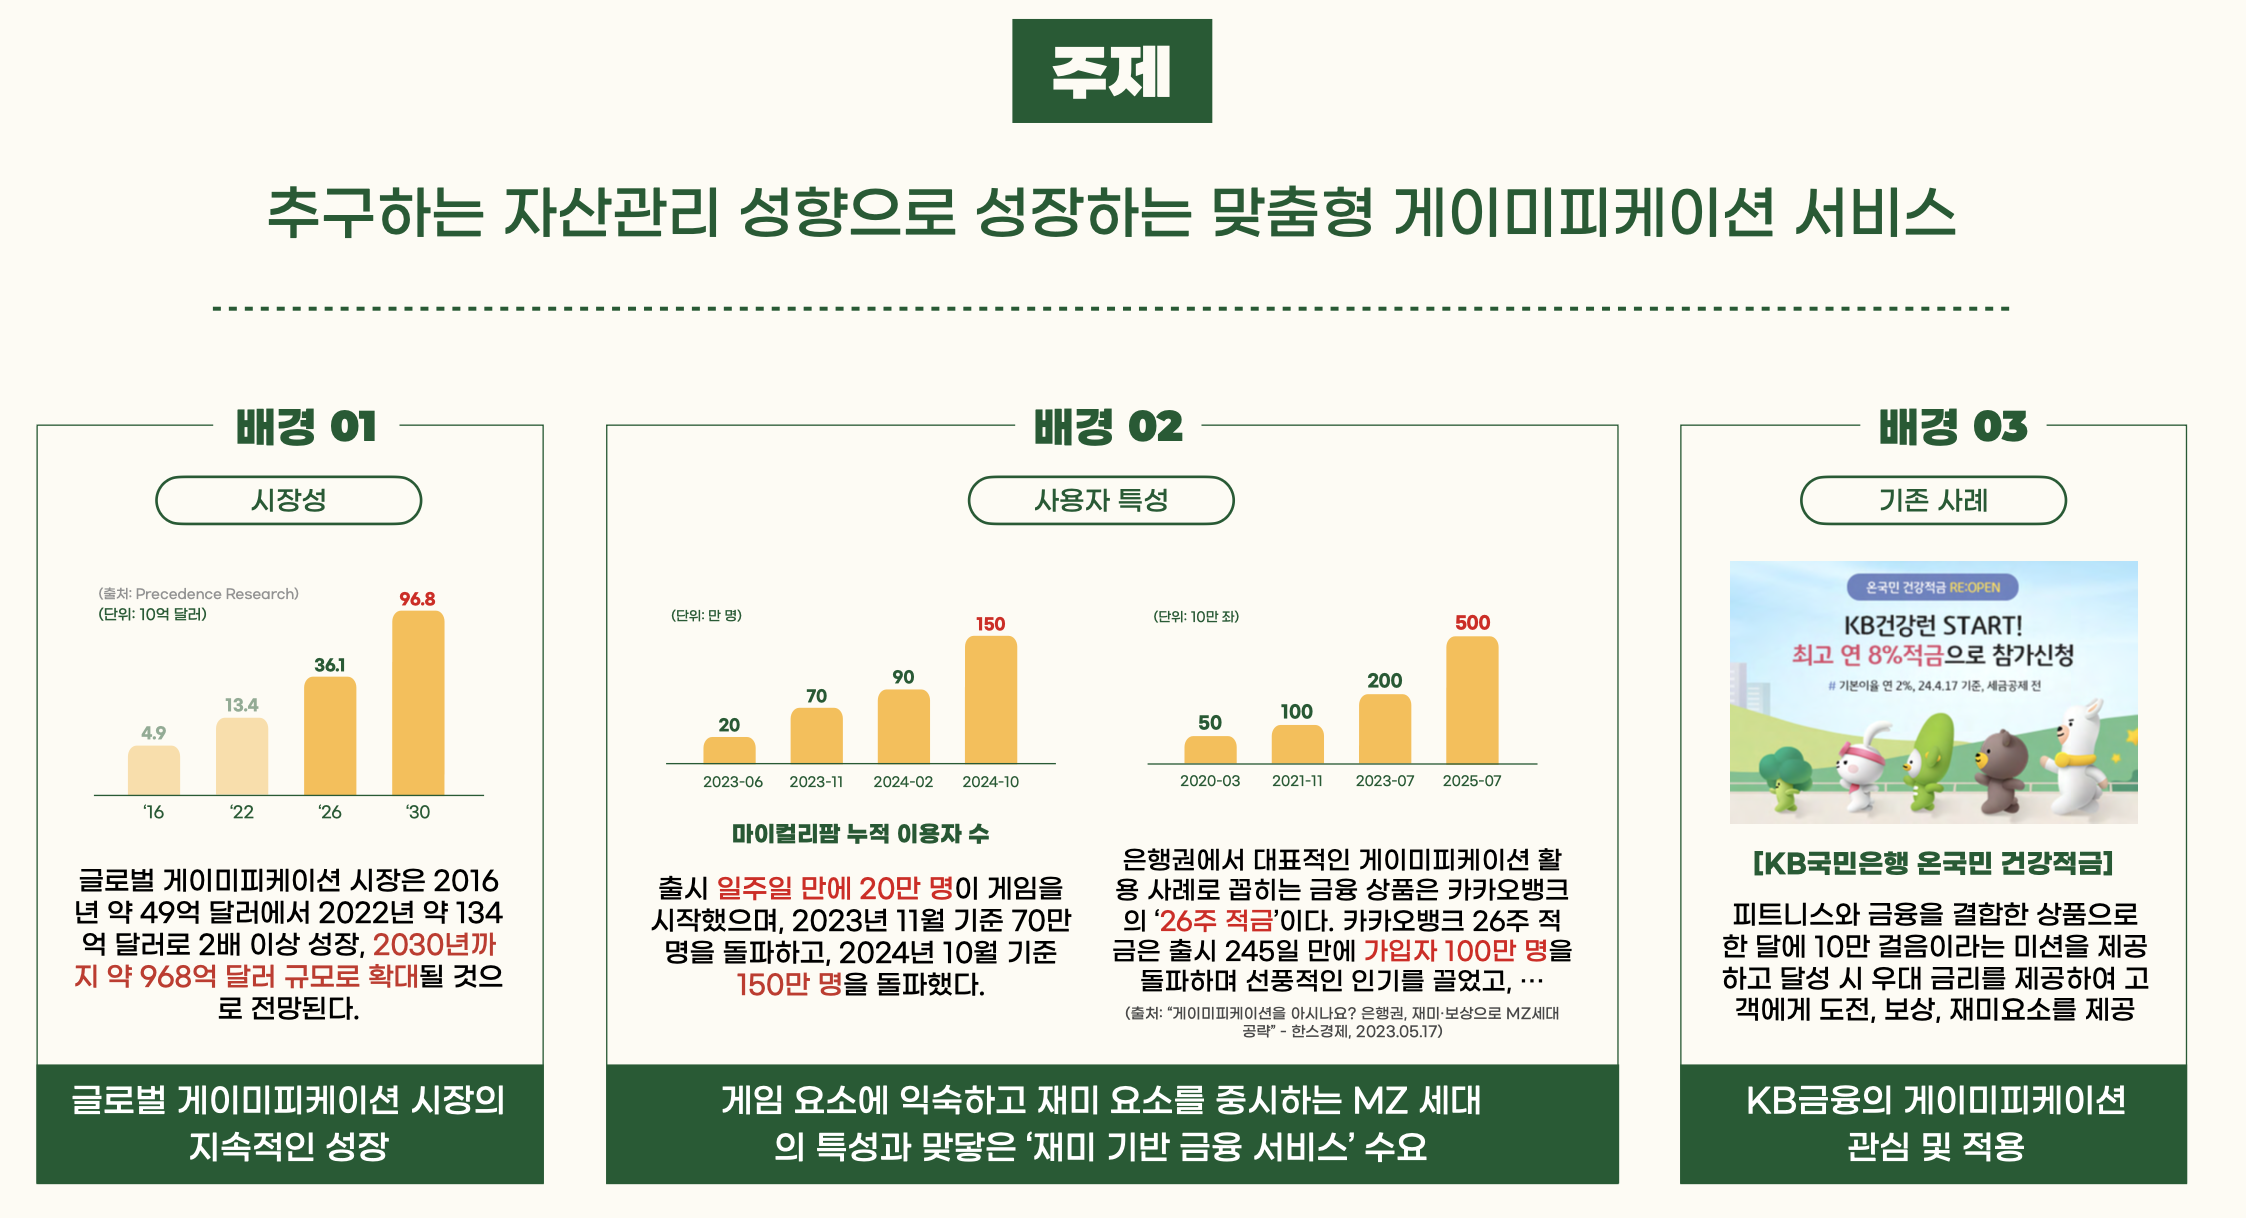 주제
추구하는 자산관리 성향으로 성장하는 맞춤형 게이미피케이션 서비스
배경 01
시장성
(출처: Precedence Research)
(단위: 10억 달러)
4.9
13.4
36.1
96.8
‘16
‘22
‘26
‘30
글로벌 게이미피케이션 시장은 2016
년 약 49억 달러에서 2022년 약 134
억 달러로 2배 이상 성장, 2030년까
지 약 968억 달러 규모로 확대될 것으
로 전망된다.
글로벌 게이미피케이션 시장의
지속적인 성장
배경 02
사용자 특성
(단위: 만 명)
20
70
90
150
2023-06
2023-11
2024-02
2024-10
마이컬리팜 누적 이용자 수
출시 일주일 만에 20만 명이 게임을
시작했으며, 2023년 11월 기준 70만
명을 돌파하고, 2024년 10월 기준
150만 명을 돌파했다.
(단위: 10만 좌)
50
100
200
500
2020-03
2021-11
2023-07
2025-07
은행권에서 대표적인 게이미피케이션 활
용 사례로 꼽히는 금융 상품은 카카오뱅크
의 ‘26주 적금’이다. 카카오뱅크 26주 적
금은 출시 245일 만에 가입자 100만 명을
돌파하며 선풍적인 인기를 끌었고, …
(출처: “게이미피케이션을 아시나요? 은행권, 재미·보상으로 MZ세대
공략” - 한스경제, 2023.05.17)
게임 요소에 익숙하고 재미 요소를 중시하는 MZ 세대
의 특성과 맞닿은 ‘재미 기반 금융 서비스’ 수요
배경 03
기존 사례
온국민 건강적금 RE:OPEN
KB건강런 START!
최고 연 8%적금으로 참가신청
# 기본이율 연 2%, 24.4.17 기준, 세금공제 전
[KB국민은행 온국민 건강적금]
피트니스와 금융을 결합한 상품으로
한 달에 10만 걸음이라는 미션을 제공
하고 달성 시 우대 금리를 제공하여 고
객에게 도전, 보상, 재미요소를 제공
KB금융의 게이미피케이션
관심 및 적용